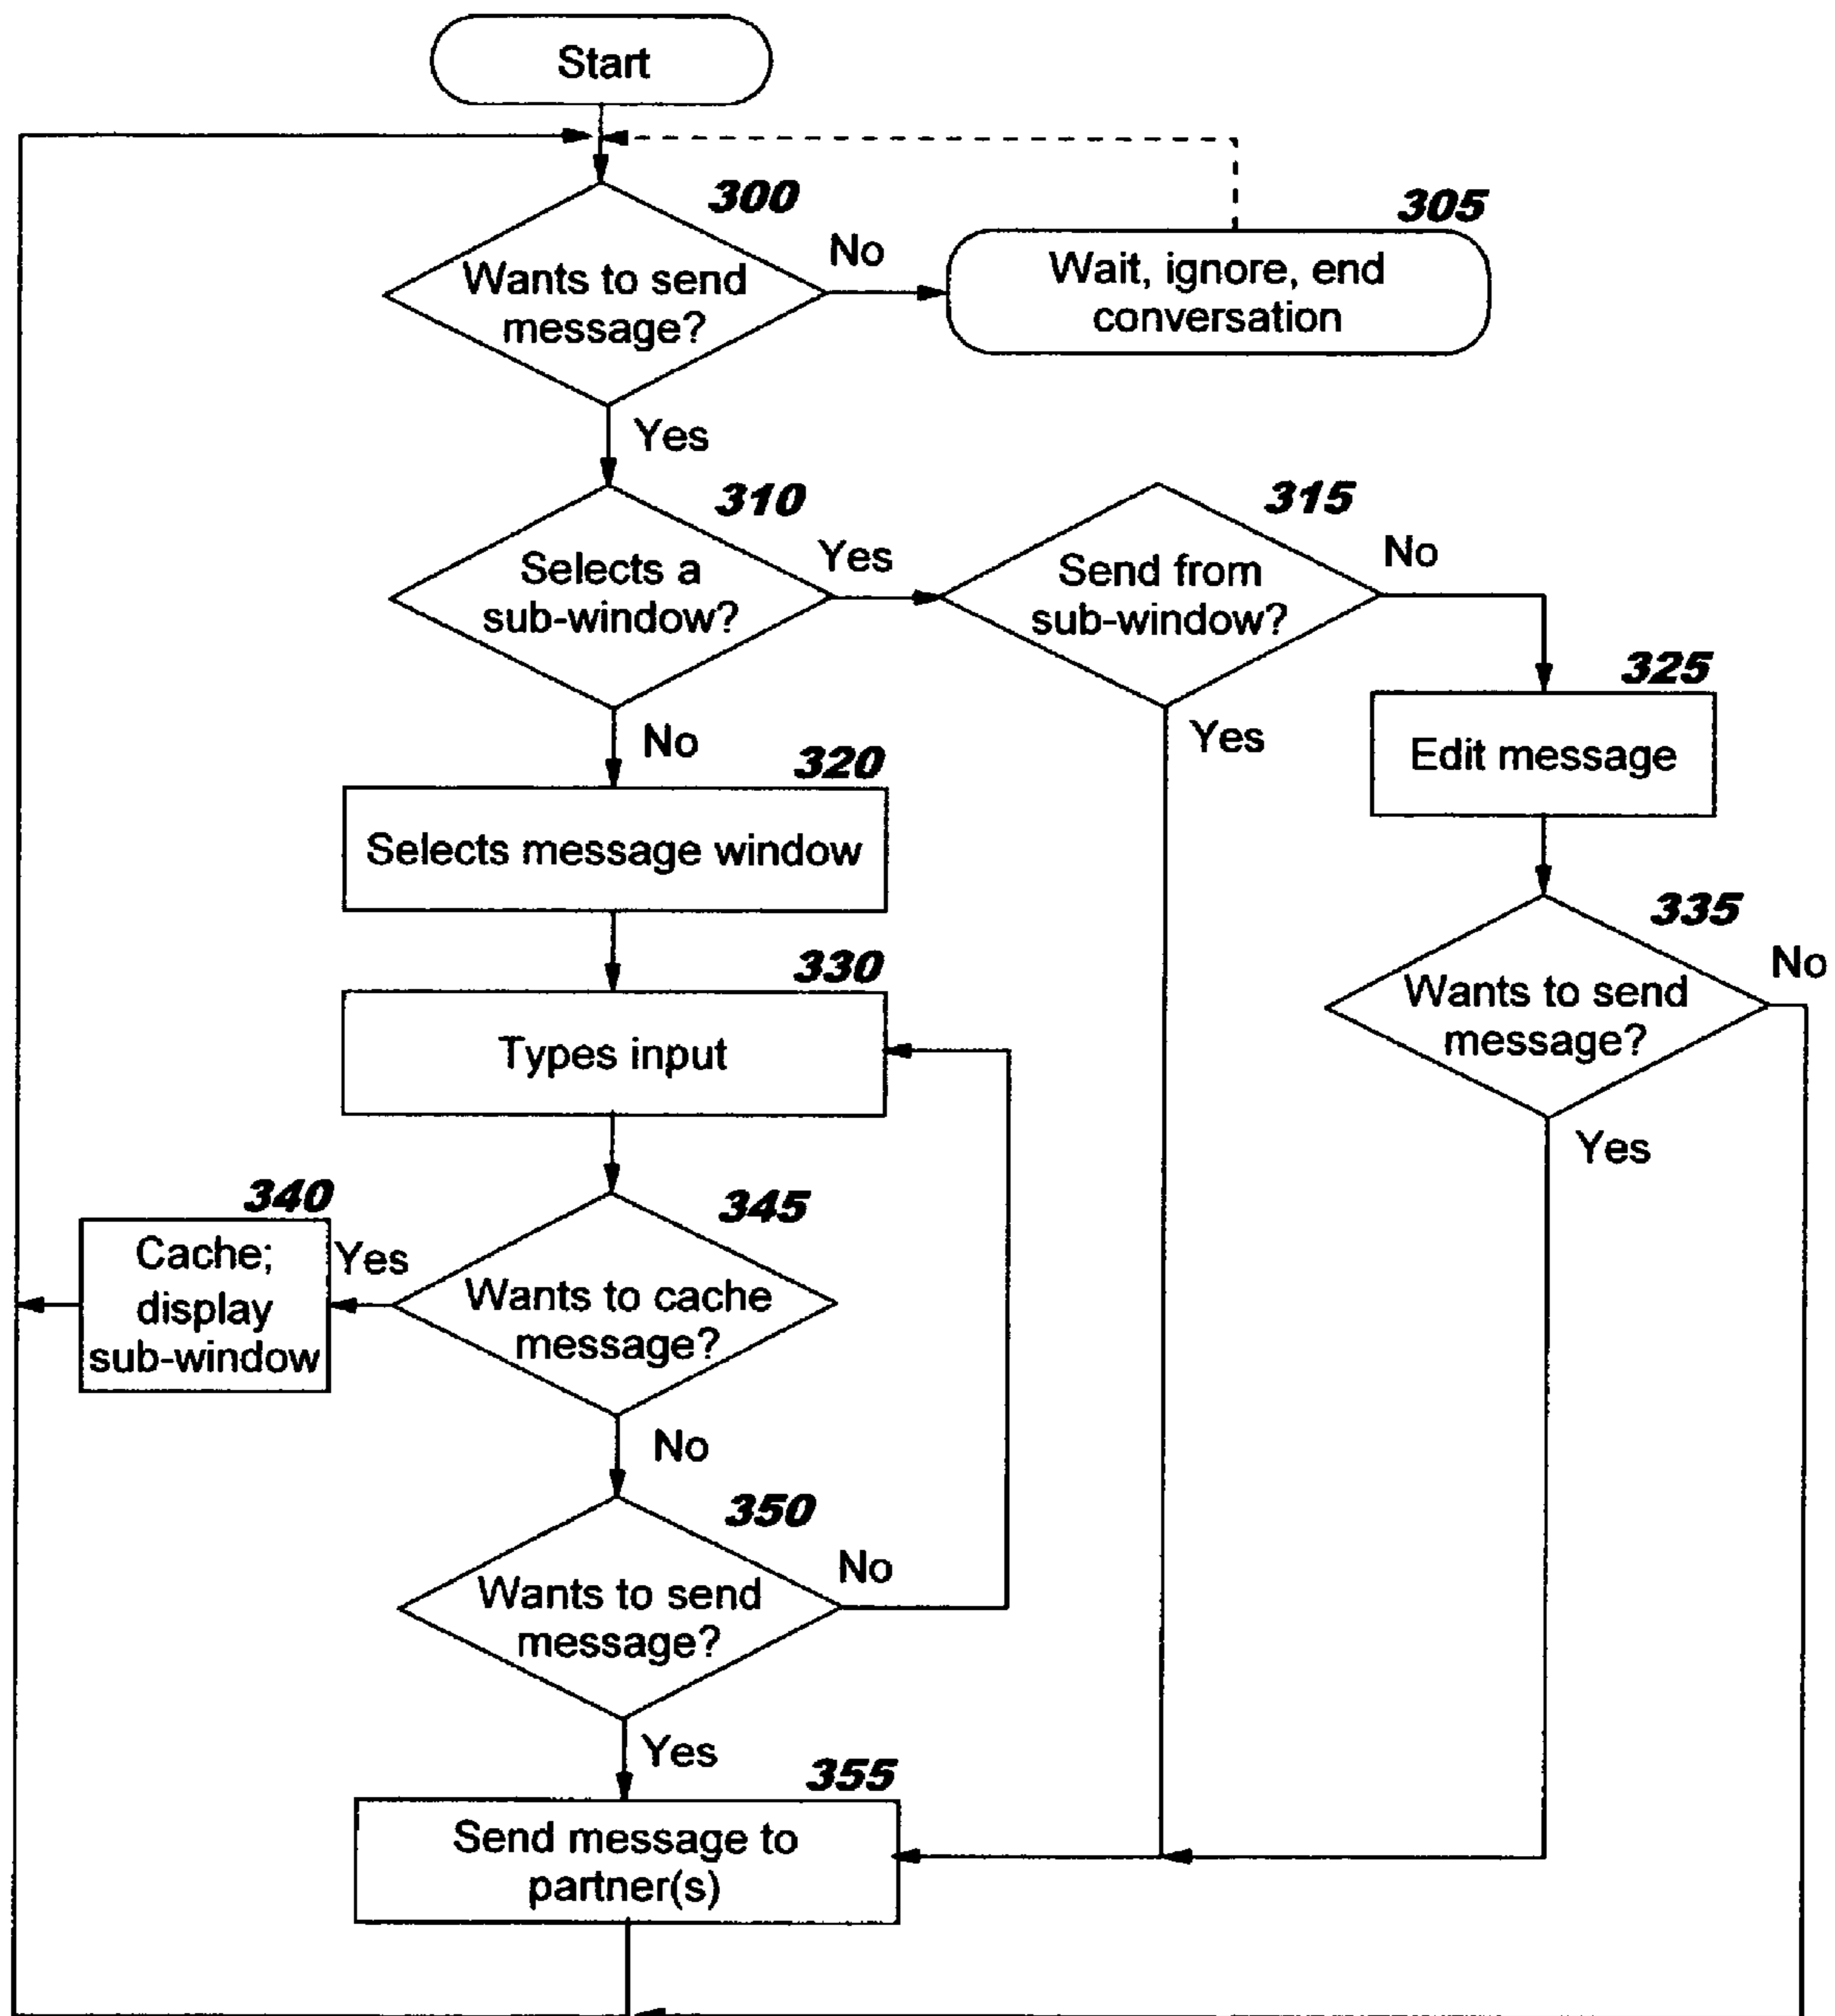 Start
300
305
Wants to send
message?
No
Wait, ignore, end
conversation
Yes
310
315
Selects a
sub-window?
Yes
Send from
sub-window?
No
No
Yes
320
325
Selects message window
Edit message
330
335
Types input
Wants to send
message?
No
Yes
340
345
Cache;
display
sub-window
Yes
Wants to cache
message?
No
350
Wants to send
message?
No
Yes
355
Send message to
partner(s)